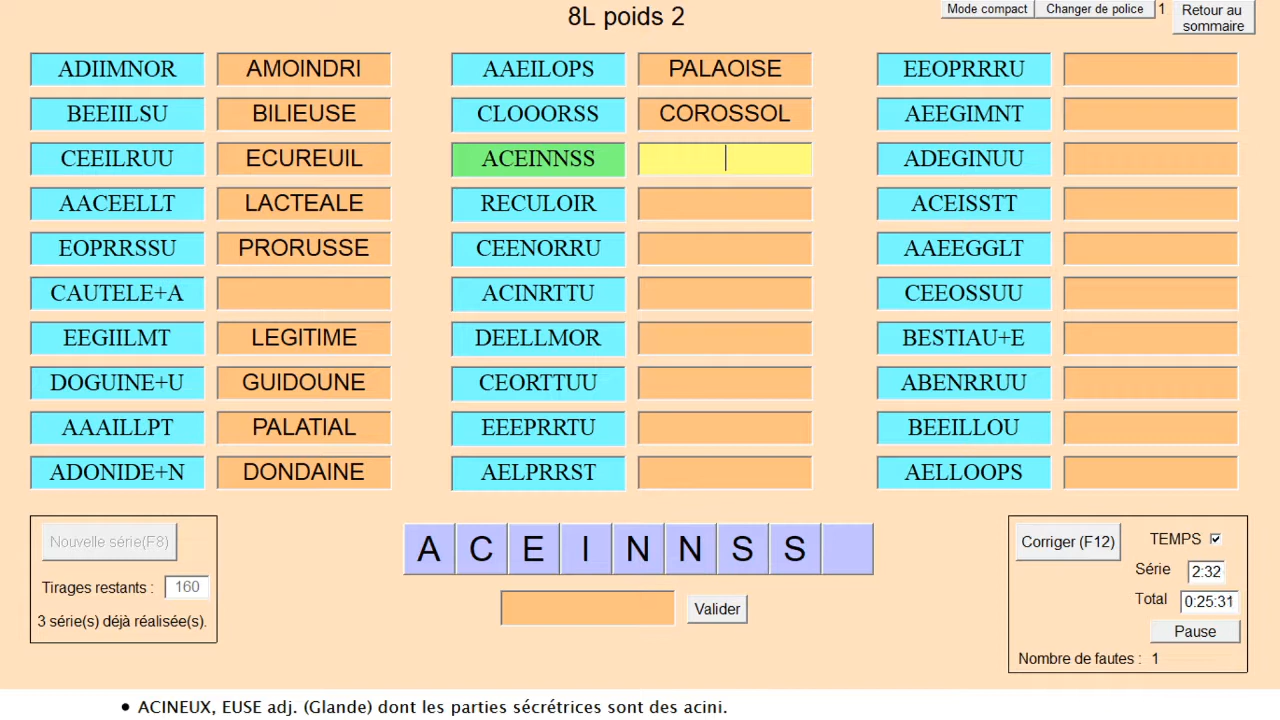 8L poids 2
Mode compact
Changer de police
1
Retour au
sommaire
ADIIMNOR AMOINDRI
BEEIILSU BILIEUSE
CEEILRUU ECUREUIL
AACEELLT LACTEALE
EOPRRSSU PRORUSSE
CAUTELE+A
EEGIILMT LEGITIME
DOGUINE+U GUIDOUNE
AAAILLPT PALATIAL
ADONIDE+N DONDAINE
AAEILOPS PALAOISE
CLOOORSS COROSSOL
ACEINNSS
RECULOIR
CEENORRU
ACINRTTU
DEELLMOR
CEORTTUU
EEEPRRTU
AELPRRST
EEOPRRRU
AEEGIMNT
ADEGINUU
ACEISSTT
AAEEGGLT
CEEOSSUU
BESTIAU+E
ABENRRUU
BEEILLOU
AELLOOPS
Nouvelle série(F8)
Tirages restants : 160
3 série(s) déjà réalisée(s).
A C E I N N S S
Valider
Corriger (F12)
TEMPS
Série 2:32
Total 0:25:31
Pause
Nombre de fautes : 1
• ACINEUX, EUSE adj. (Glande) dont les parties sécrétrices sont des acini.